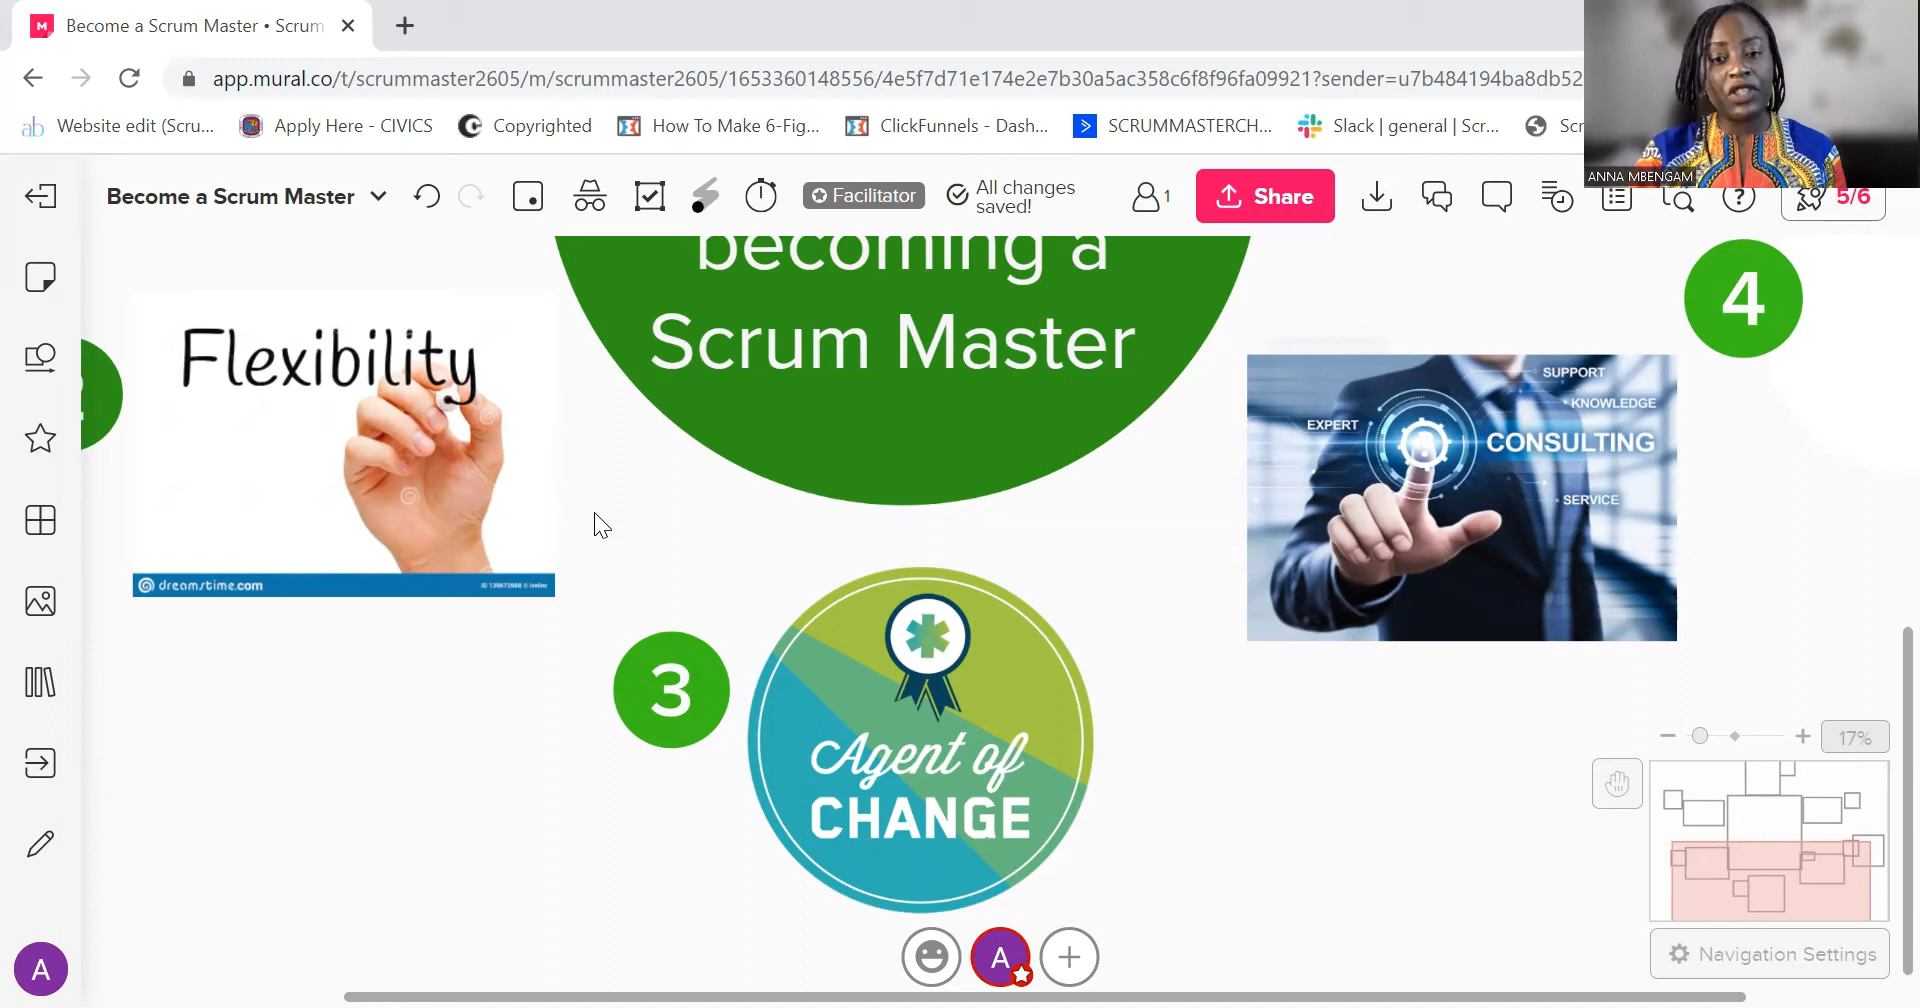 Become a Scrum Master • Scrum
app.mural.co/t/scrummaster2605/m/scrummaster2605/1653360148556/4e5f7d71e174e2e7b30a5ac358c6f8f96fa09921?sender=u7b484194ba8db52
ab Website edit (Scru... Apply Here - CIVICS Copyrighted How To Make 6-Fig... ClickFunnels - Dash... SCRUMMASTERCH... Slack | general | Scr... Scr
ANNA MBENGAM
Become a Scrum Master
Facilitator
All changes
saved!
1
Share
5/6
becoming a
Scrum Master
Flexibility
dreamstime.com
4
SUPPORT
KNOWLEDGE
EXPERT
CONSULTING
SERVICE
3
Agent of
CHANGE
17%
Navigation Settings
A
A